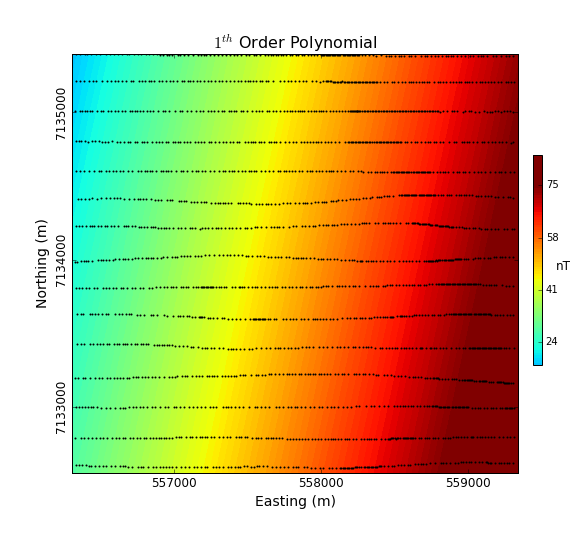 1th Order Polynomial
7135000
7134000
7133000
Northing (m)
557000 558000 559000
Easting (m)
75
58
41
24
nT